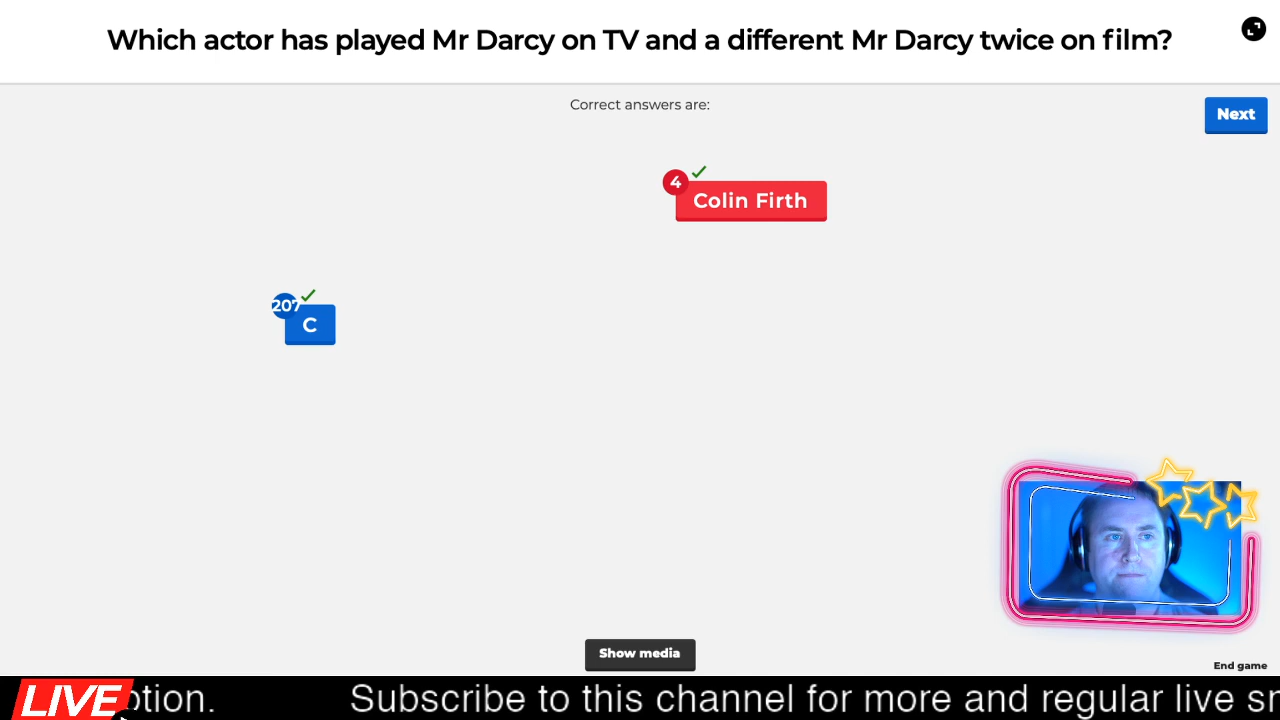 Which actor has played Mr Darcy on TV and a different Mr Darcy twice on film?
Correct answers are:
Next
4
Colin Firth
207
C
Show media
End game
LIVE
otion. Subscribe to this channel for more and regular live